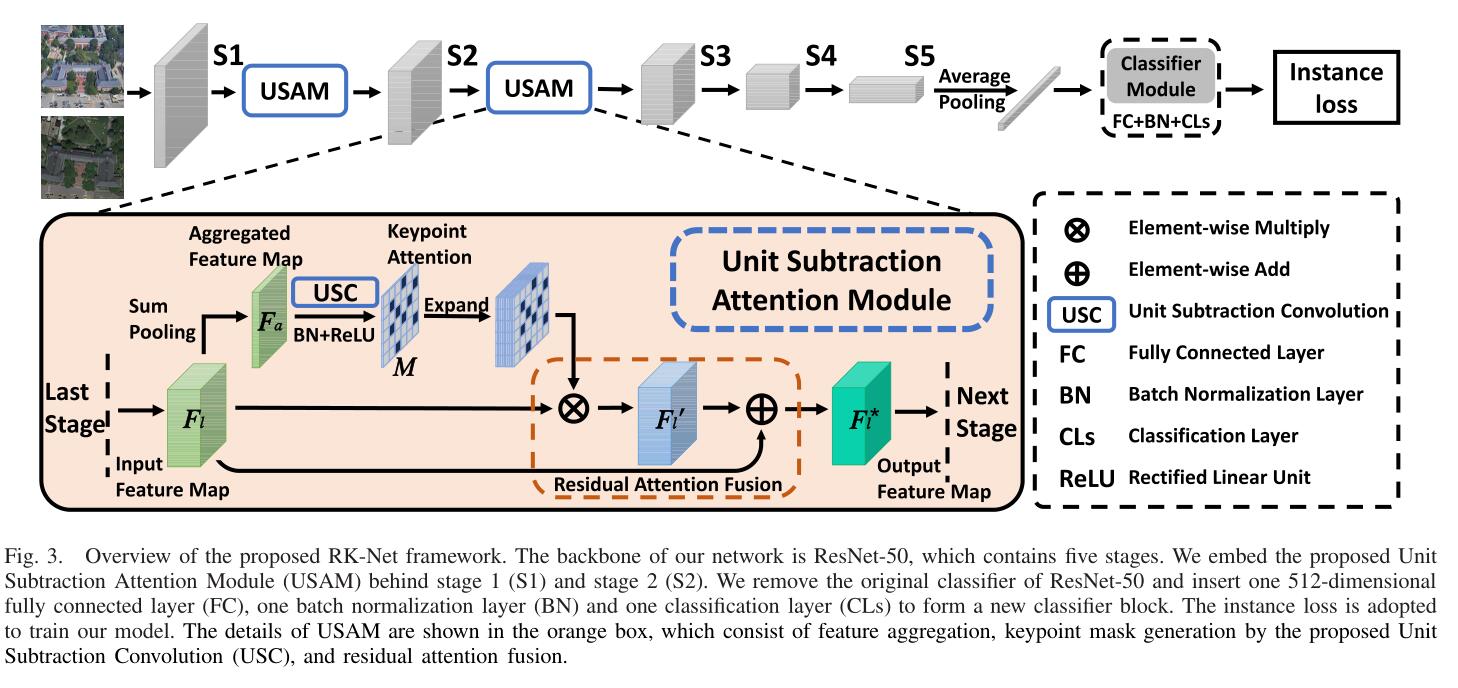 S1
USAM
S2
USAM
S3
S4
S5
Average
Pooling
Classifier
Module
FC+BN+CLs
Instance
loss
Aggregated
Feature Map
Keypoint
Attention
Unit Subtraction
Attention Module
Sum
Pooling
Fa
USC
BN+ReLU
M
Expand
Last
Stage
Fl
Input
Feature Map
Fl′
Residual Attention Fusion
Fl*
Output
Feature Map
Next
Stage
⊗ Element-wise Multiply
⊕ Element-wise Add
USC Unit Subtraction Convolution
FC Fully Connected Layer
BN Batch Normalization Layer
CLs Classification Layer
ReLU Rectified Linear Unit
Fig. 3. Overview of the proposed RK-Net framework. The backbone of our network is ResNet-50, which contains five stages. We embed the proposed Unit
Subtraction Attention Module (USAM) behind stage 1 (S1) and stage 2 (S2). We remove the original classifier of ResNet-50 and insert one 512-dimensional
fully connected layer (FC), one batch normalization layer (BN) and one classification layer (CLs) to form a new classifier block. The instance loss is adopted
to train our model. The details of USAM are shown in the orange box, which consist of feature aggregation, keypoint mask generation by the proposed Unit
Subtraction Convolution (USC), and residual attention fusion.